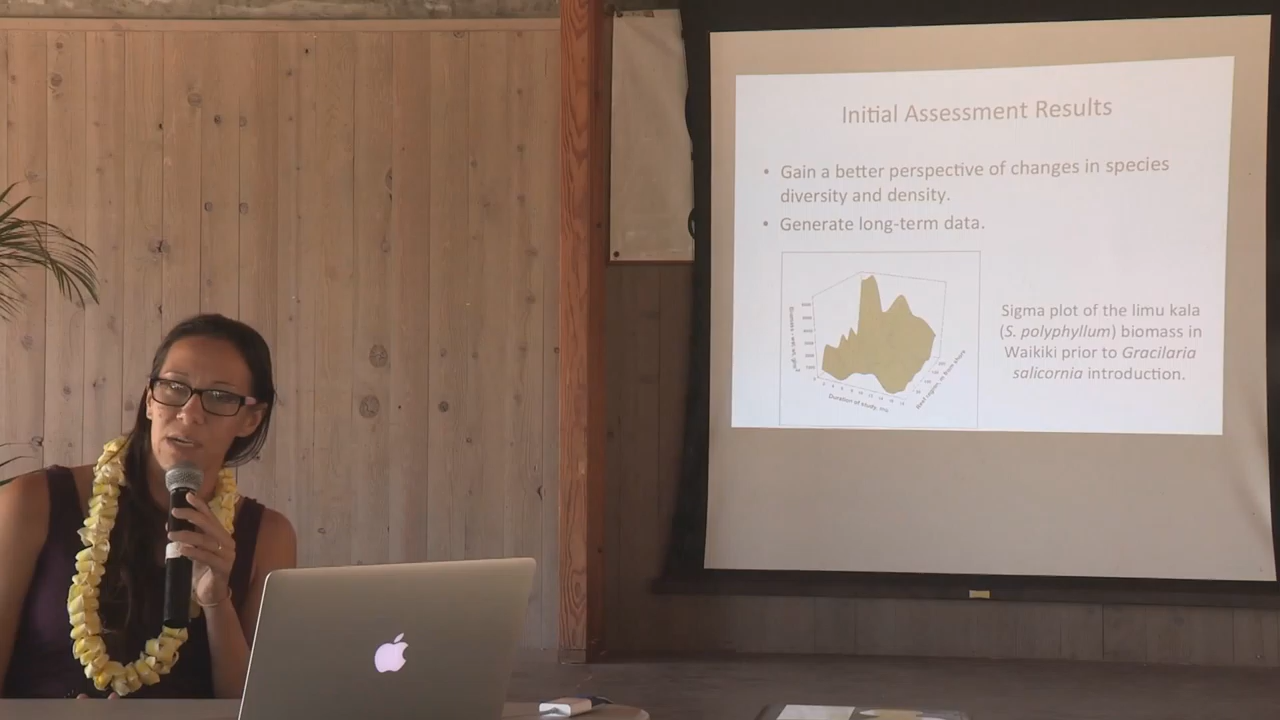 Initial Assessment Results
• Gain a better perspective of changes in species
diversity and density.
• Generate long-term data.
Duration of study, mo
Sigma plot of the limu kala
(S. polyphyllum) biomass in
Waikiki prior to Gracilaria
salicornia introduction.